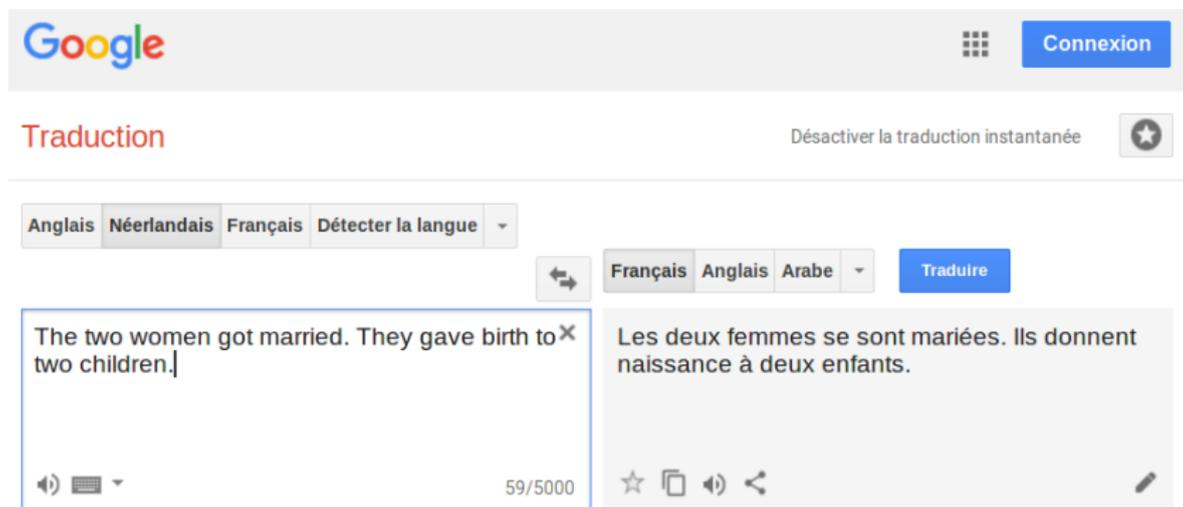 Google
Connexion
Traduction
Désactiver la traduction instantanée
Anglais Néerlandais Français Détecter la langue
Français Anglais Arabe
Traduire
The two women got married. They gave birth to
two children.
59/5000
Les deux femmes se sont mariées. Ils donnent
naissance à deux enfants.